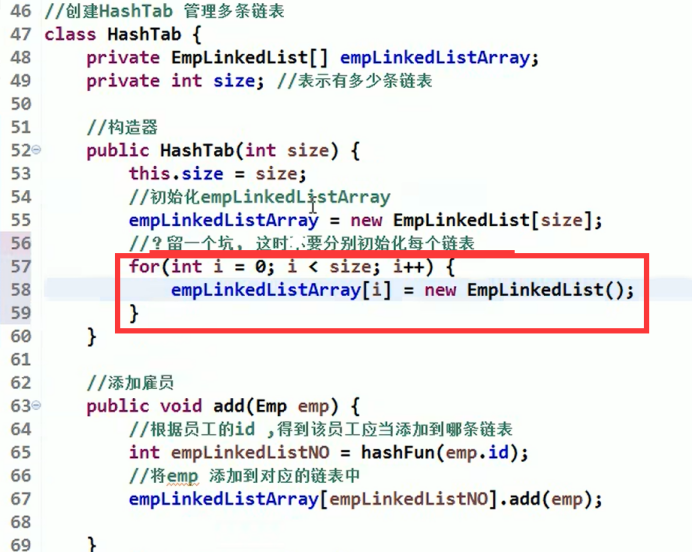 46 //创建HashTab 管理多条链表
47 class HashTab {
48 private EmpLinkedList[] empLinkedListArray;
49 private int size; //表示有多少条链表
50
51 //构造器
52 public HashTab(int size) {
53 this.size = size;
54 //初始化empLinkedListArray
55 empLinkedListArray = new EmpLinkedList[size];
56 //？留一个坑, 这时 要分别初始化每个链表
57 for(int i = 0; i < size; i++) {
58 empLinkedListArray[i] = new EmpLinkedList();
59 }
60 }
61
62 //添加雇员
63 public void add(Emp emp) {
64 //根据员工的id ,得到该员工应当添加到哪条链表
65 int empLinkedListNO = hashFun(emp.id);
66 //将emp 添加到对应的链表中
67 empLinkedListArray[empLinkedListNO].add(emp);
68
69 }